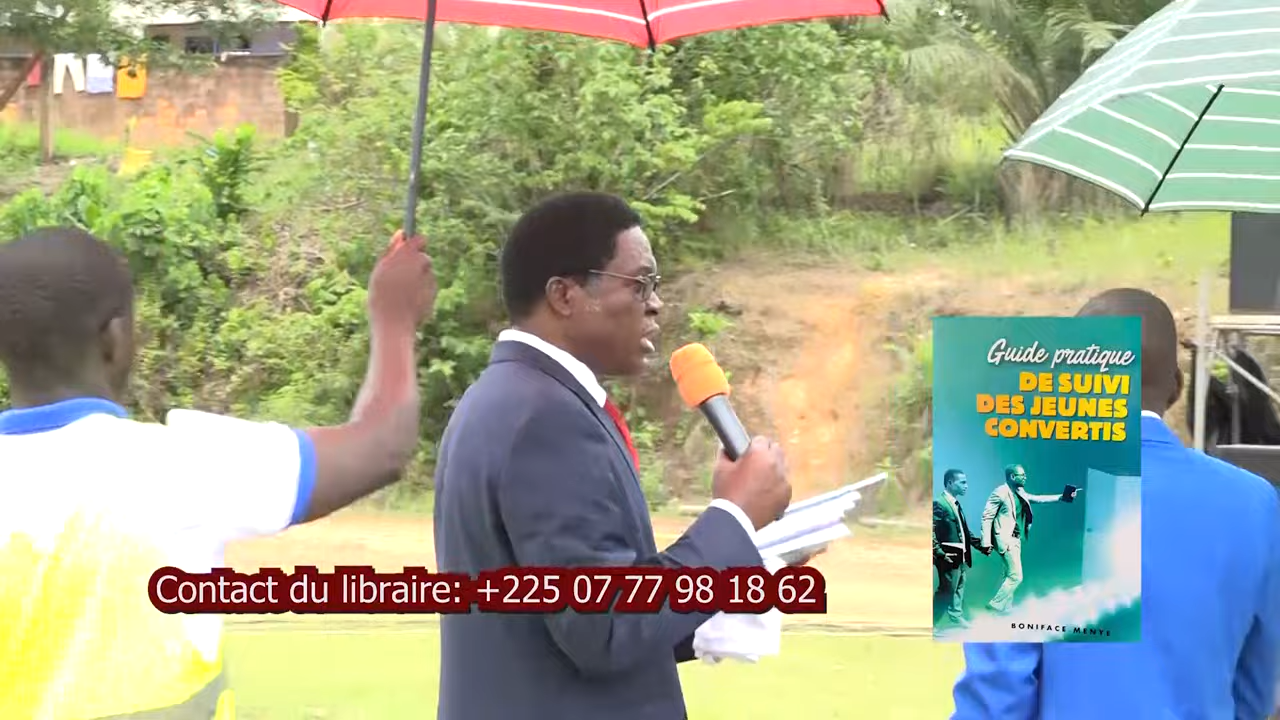 Guide pratique
DE SUIVI
DES JEUNES
CONVERTIS
BONIFACE MENYE
Contact du libraire: +225 07 77 98 18 62